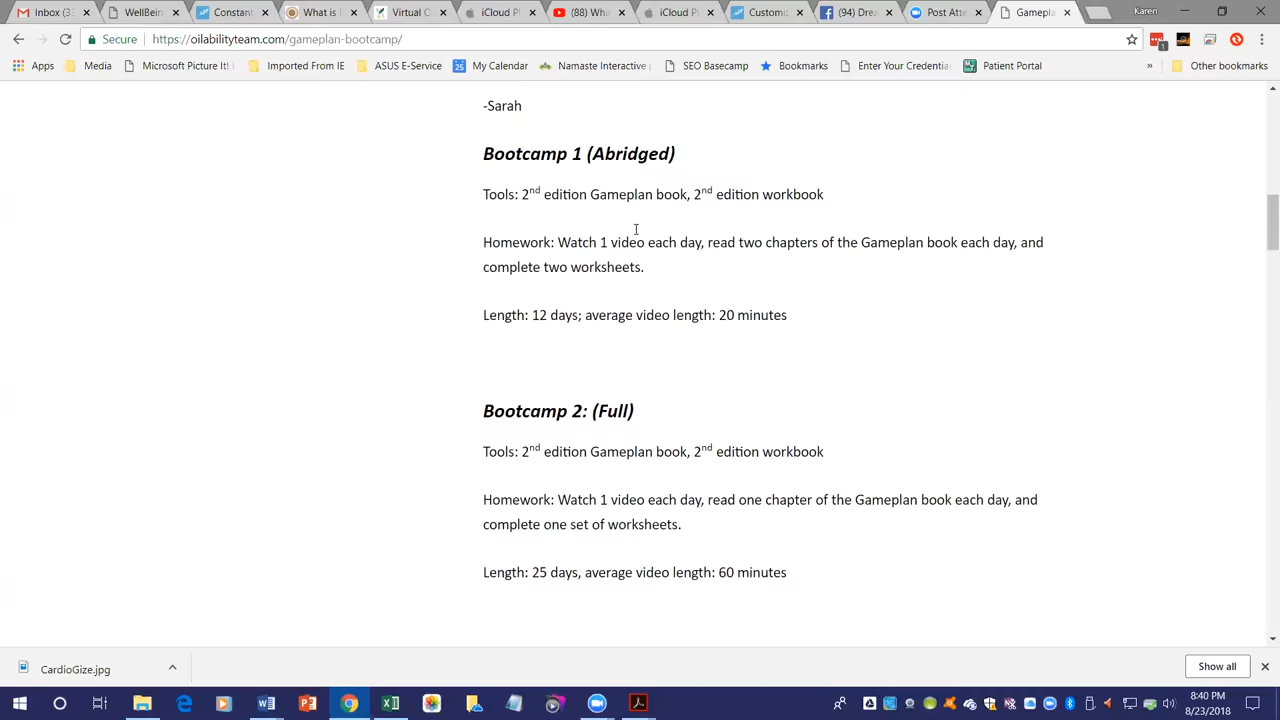 Inbox (3
WellBein
Constant
What is
Virtual C
iCloud Pl
(88) Wha
iCloud Pl
Customiz
(94) Drea
Post Atte
Gamepla
Karen
Secure https://oilabilityteam.com/gameplan-bootcamp/
1
Apps Media Microsoft Picture It! Imported From IE ASUS E-Service 25 My Calendar Namaste Interactive SEO Basecamp Bookmarks Enter Your Credentia Patient Portal » Other bookmarks
-Sarah
Bootcamp 1 (Abridged)
Tools: 2nd edition Gameplan book, 2nd edition workbook
Homework: Watch 1 video each day, read two chapters of the Gameplan book each day, and
complete two worksheets.
Length: 12 days; average video length: 20 minutes
Bootcamp 2: (Full)
Tools: 2nd edition Gameplan book, 2nd edition workbook
Homework: Watch 1 video each day, read one chapter of the Gameplan book each day, and
complete one set of worksheets.
Length: 25 days, average video length: 60 minutes
CardioGize.jpg
Show all
8:40 PM
8/23/2018